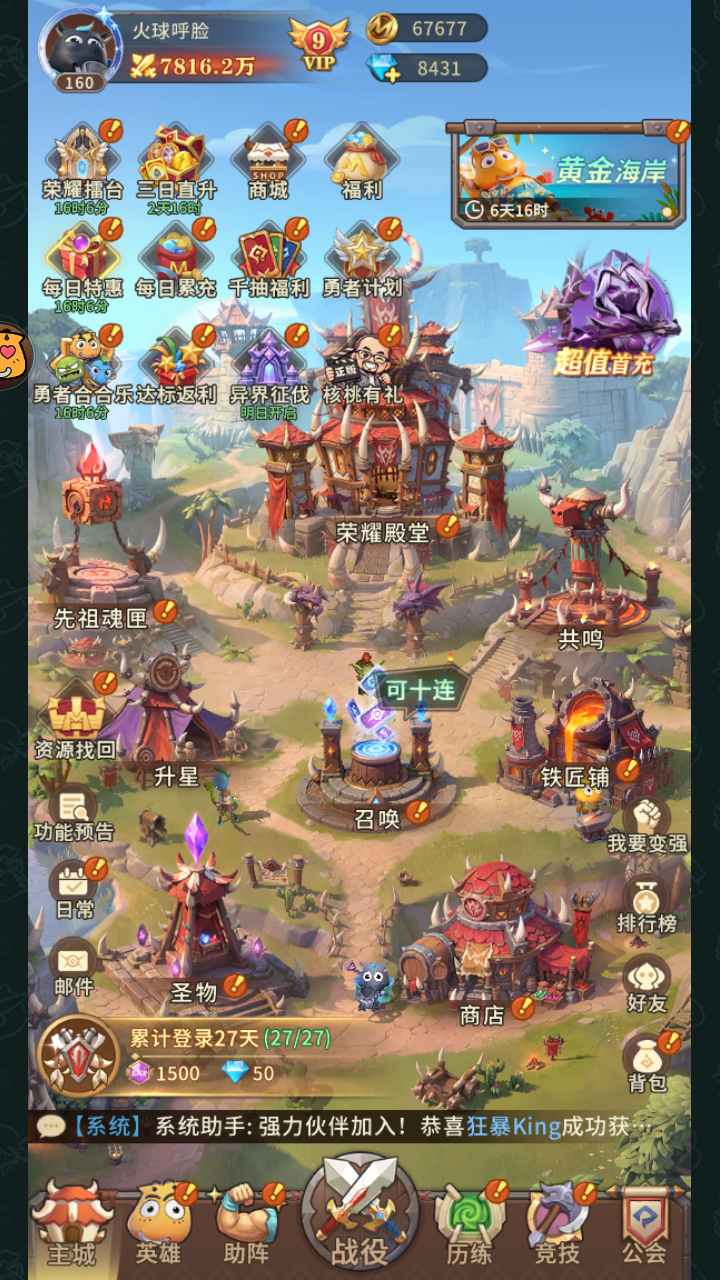 火球呼脸
160
7816.2万
9
VIP
67677
8431
荣耀擂台
16时6分
三日直升
2天16时
SHOP
商城
福利
黄金海岸
6天16时
每日特惠
16时6分
每日累充
千抽福利
勇者计划
超值首充
勇者合合乐
16时6分
达标返利
异界征伐
明日开启
正版
核桃有礼
荣耀殿堂
先祖魂匣
共鸣
可十连
资源找回
升星
召唤
铁匠铺
功能预告
我要变强
日常
排行榜
邮件
圣物
商店
好友
累计登录27天(27/27)
EXP
1500
50
背包
【系统】 系统助手: 强力伙伴加入！恭喜狂暴King成功获…
主城
英雄
助阵
战役
历练
竞技
公会